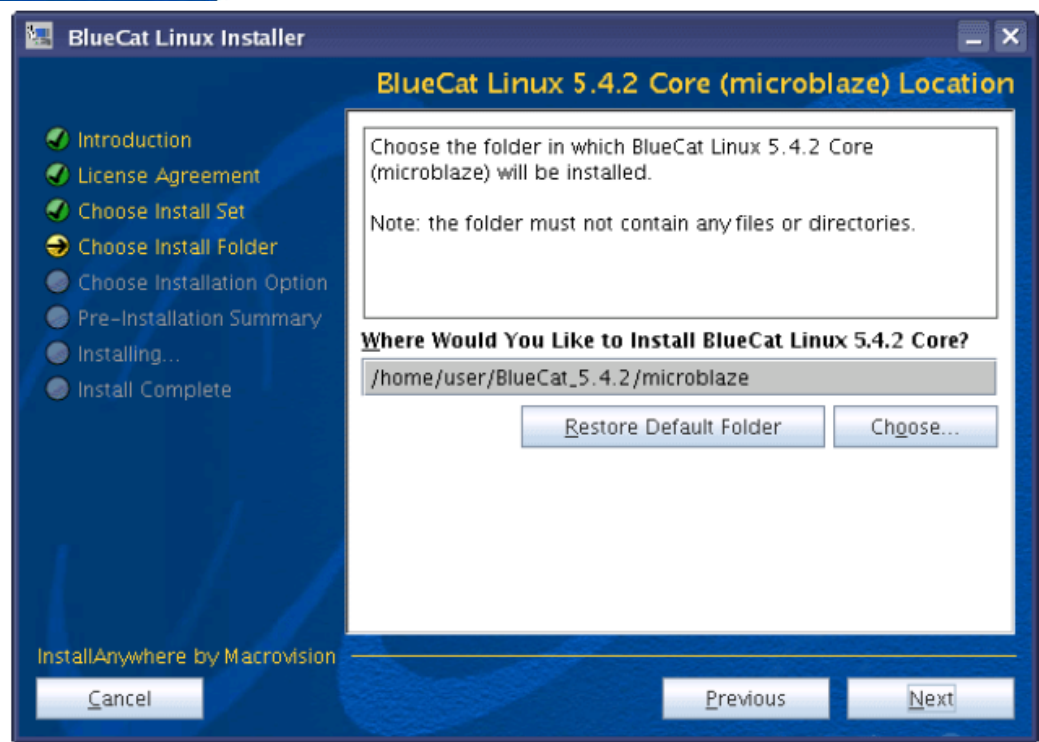 BlueCat Linux Installer
BlueCat Linux 5.4.2 Core (microblaze) Location
Introduction
License Agreement
Choose Install Set
Choose Install Folder
Choose Installation Option
Pre-Installation Summary
Installing...
Install Complete
Choose the folder in which BlueCat Linux 5.4.2 Core
(microblaze) will be installed.
Note: the folder must not contain any files or directories.
Where Would You Like to Install BlueCat Linux 5.4.2 Core?
/home/user/BlueCat_5.4.2/microblaze
Restore Default Folder
Choose...
InstallAnywhere by Macrovision
Cancel
Previous
Next